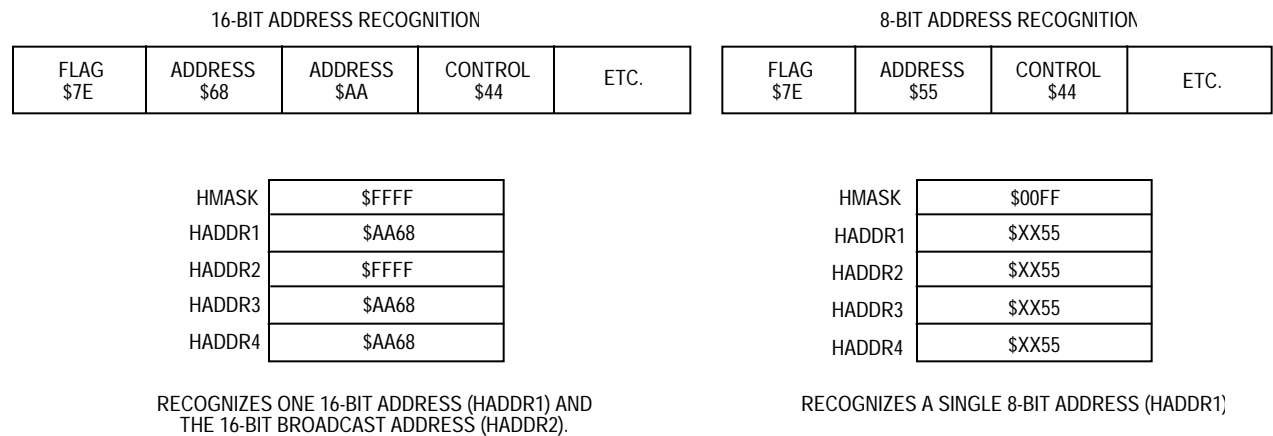 16-BIT ADDRESS RECOGNITION
FLAG
$7E
ADDRESS
$68
ADDRESS
$AA
CONTROL
$44
ETC.
HMASK $FFFF
HADDR1 $AA68
HADDR2 $FFFF
HADDR3 $AA68
HADDR4 $AA68
RECOGNIZES ONE 16-BIT ADDRESS (HADDR1) AND
THE 16-BIT BROADCAST ADDRESS (HADDR2).
8-BIT ADDRESS RECOGNITION
FLAG
$7E
ADDRESS
$55
CONTROL
$44
ETC.
HMASK $00FF
HADDR1 $XX55
HADDR2 $XX55
HADDR3 $XX55
HADDR4 $XX55
RECOGNIZES A SINGLE 8-BIT ADDRESS (HADDR1)